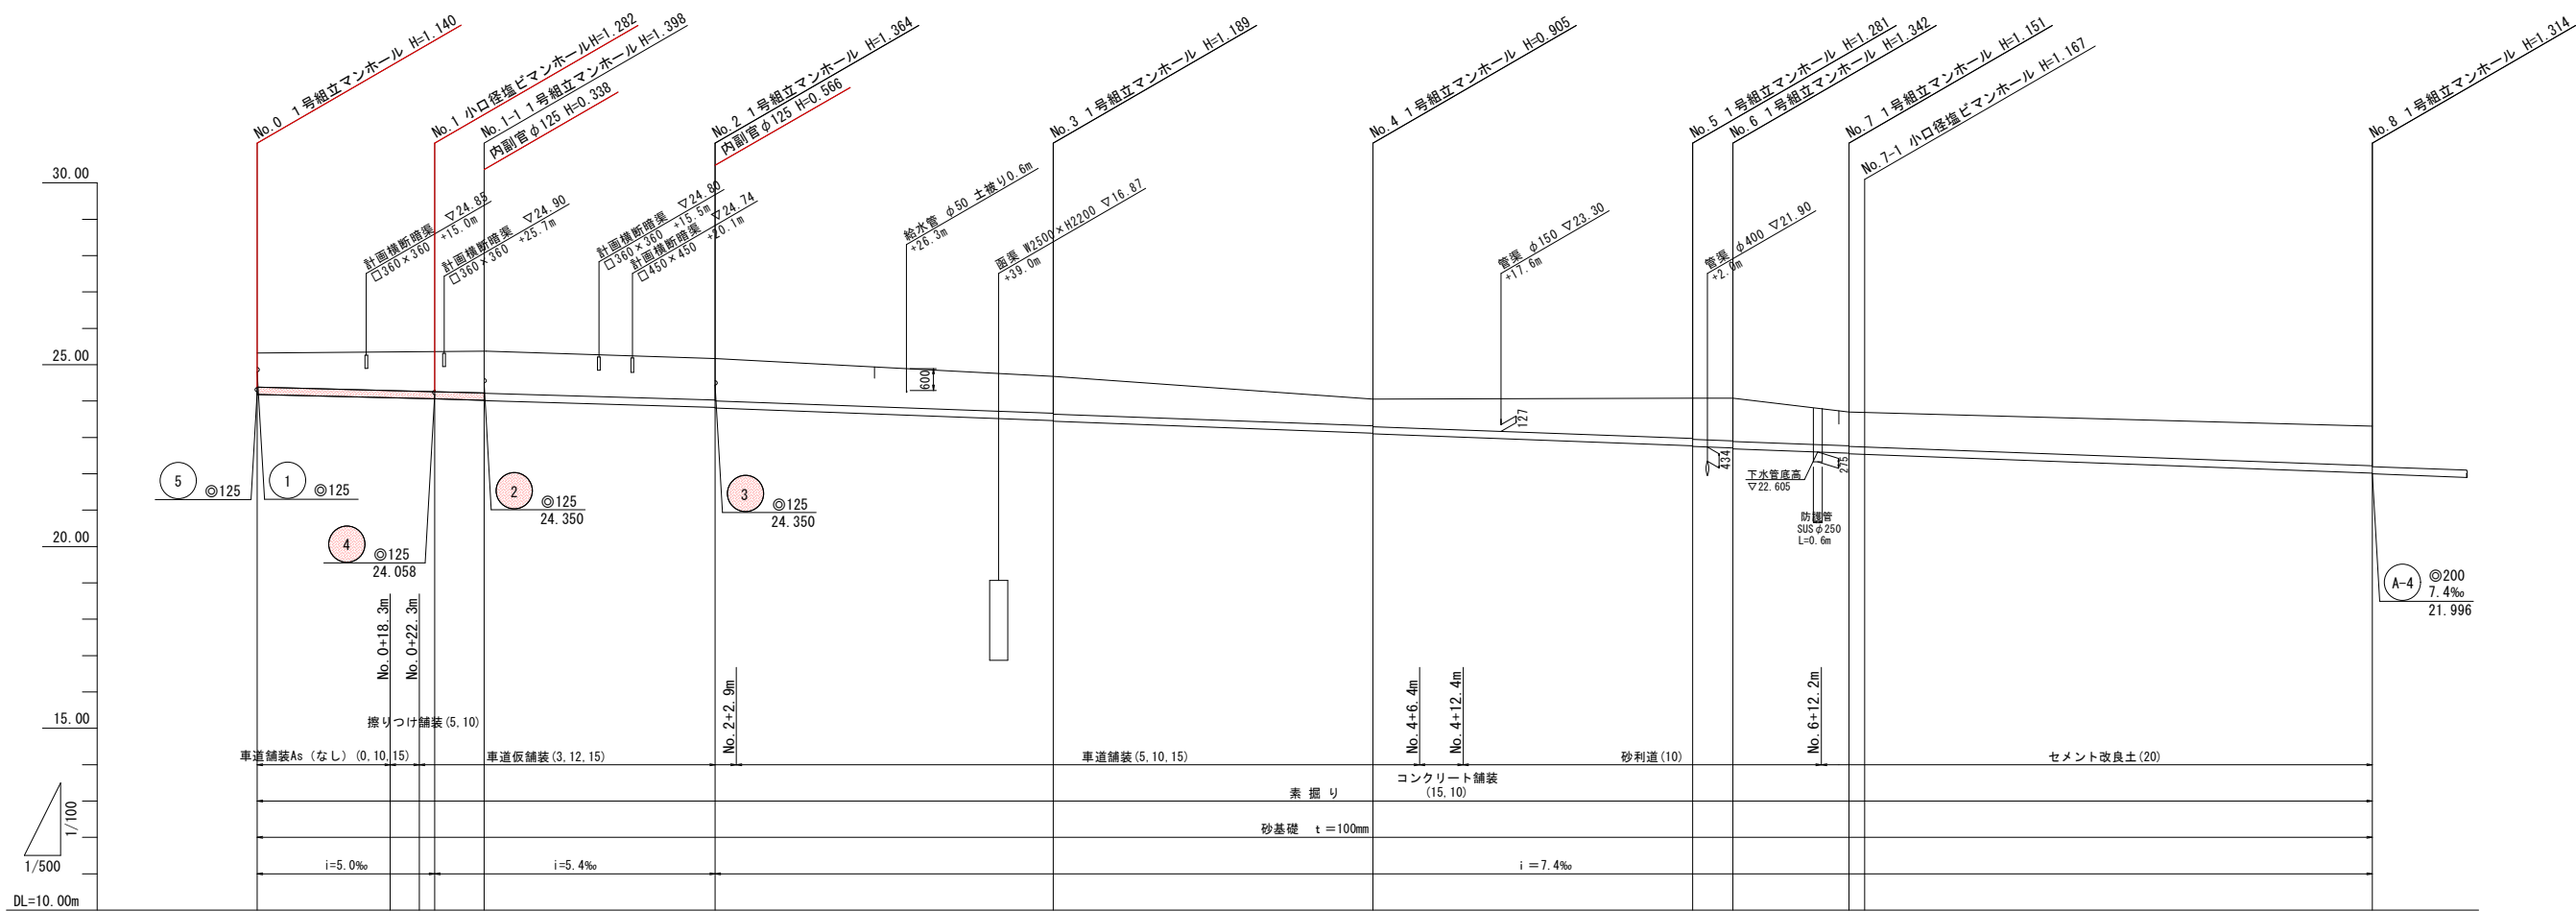 No.0 １号組立マンホール H=1.140
No.1 小口径塩ビマンホールH=1.282
No.1-1 １号組立マンホール H=1.398
内副官φ125 H=0.338
No.2 １号組立マンホール H=1.364
内副官φ125 H=0.566
No.3 １号組立マンホール H=1.189
No.4 １号組立マンホール H=0.905
No.5 １号組立マンホール H=1.281
No.6 １号組立マンホール H=1.342
No.7 １号組立マンホール H=1.151
No.7-1 小口径塩ビマンホール H=1.167
No.8 １号組立マンホール H=1.314
計画横断暗渠 ▽24.85
□360×360 +15.0m
計画横断暗渠 ▽24.90
□360×360 +25.7m
計画横断暗渠 ▽24.80
□360×360 +15.5m
計画横断暗渠 ▽24.74
□450×450 +20.1m
給水管 φ50 土被り0.6m
+26.3m
函渠 W2500×H2200 ▽16.87
+39.0m
管渠 φ150 ▽23.30
+17.6m
管渠 φ400 ▽21.90
+2.0m
30.00
25.00
20.00
15.00
600
127
434
275
下水管底高
▽22.605
防護管
SUSφ250
L=0.6m
5 ◎125
1 ◎125
4 ◎125
24.058
2 ◎125
24.350
3 ◎125
24.350
A-4 ◎200
7.4‰
21.996
No.0+18.3m
No.0+22.3m
No.2+2.9m
No.4+6.4m
No.4+12.4m
No.6+12.2m
擦りつけ舗装(5,10)
車道舗装As（なし）(0,10,15)
車道仮舗装(3,12,15)
車道舗装(5,10,15)
コンクリート舗装
(15,10)
砂利道(10)
セメント改良土(20)
素 掘 り
砂基礎 ｔ＝100mm
i=5.0‰
i=5.4‰
ｉ＝7.4‰
1/100
1/500
DL=10.00m